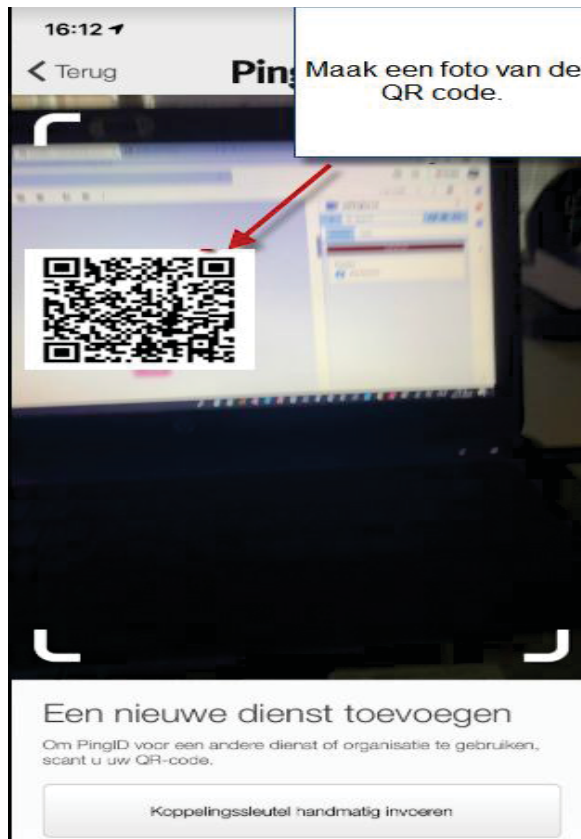 16:12
Terug
Pin
Maak een foto van de
QR code.
Een nieuwe dienst toevoegen
Om PingID voor een andere dienst of organisatie te gebruiken,
scant u uw QR-code.
Koppelingssleutel handmatig invoeren